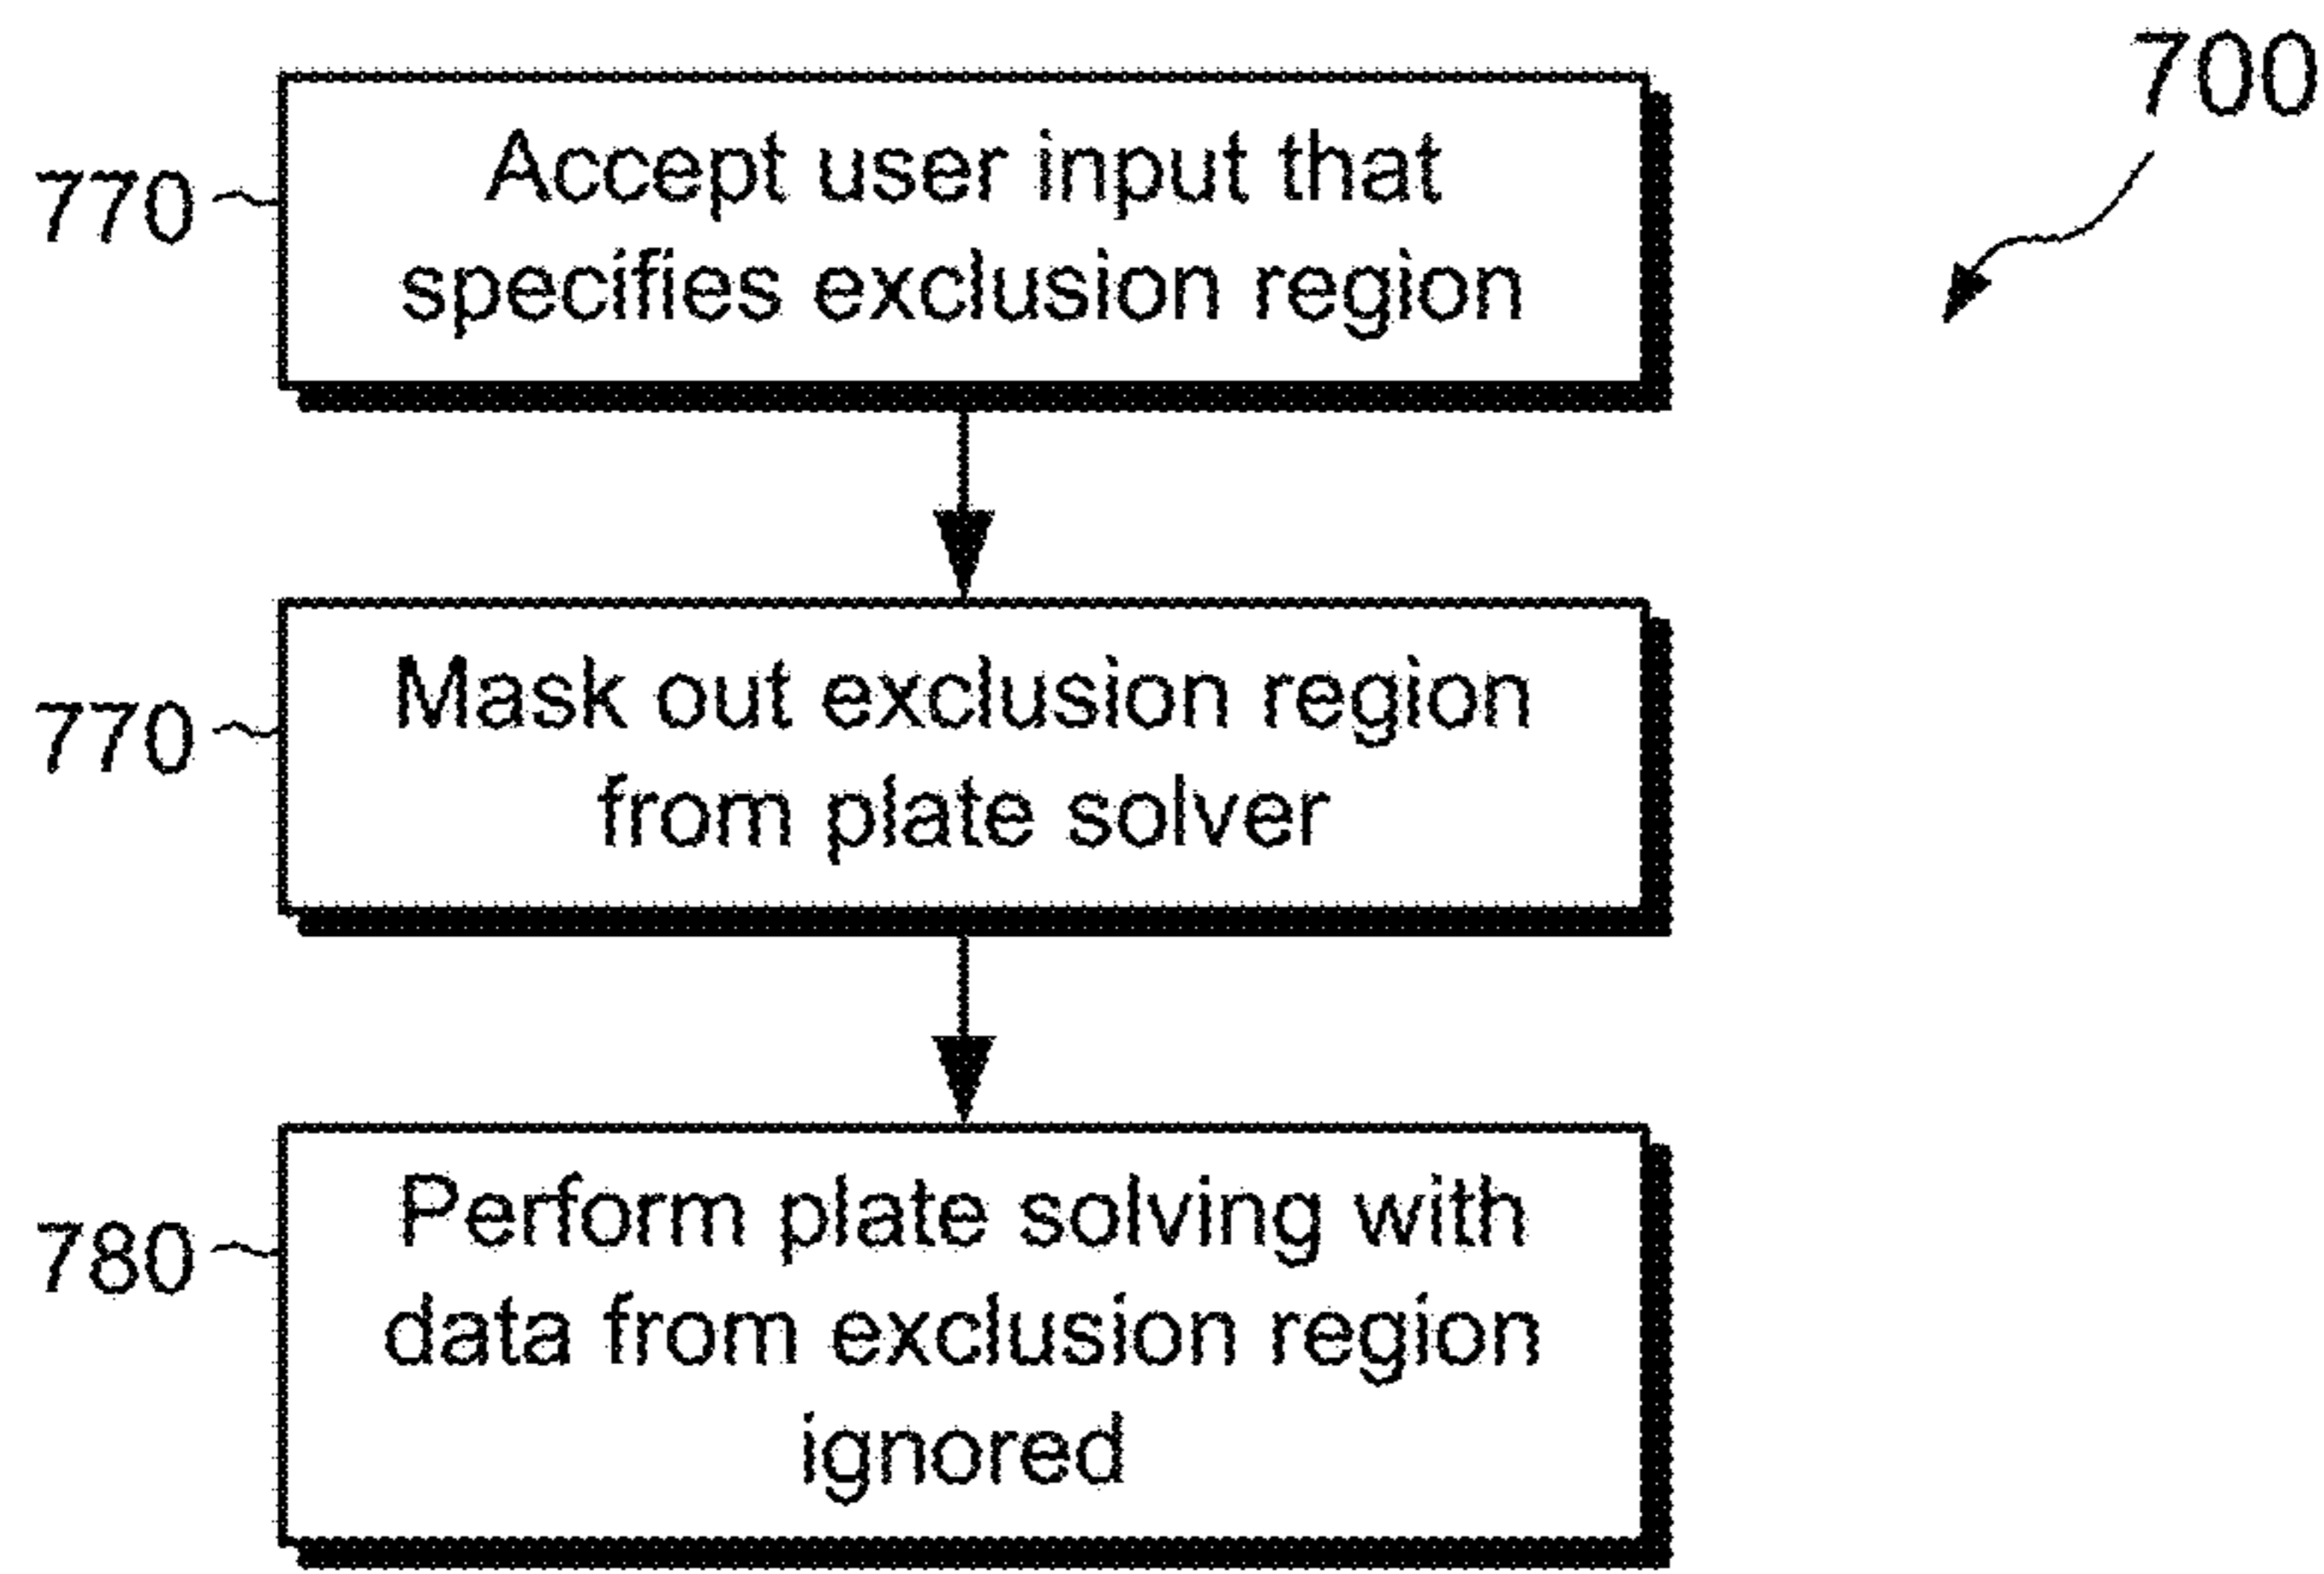 700
770
Accept user input that
specifies exclusion region
770
Mask out exclusion region
from plate solver
780
Perform plate solving with
data from exclusion region
ignored